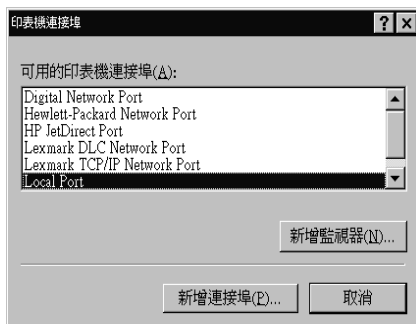 印表機連接埠
可用的印表機連接埠(A):
Digital Network Port
Hewlett-Packard Network Port
HP JetDirect Port
Lexmark DLC Network Port
Lexmark TCP/IP Network Port
Local Port
新增監視器(N)...
新增連接埠(P)...
取消